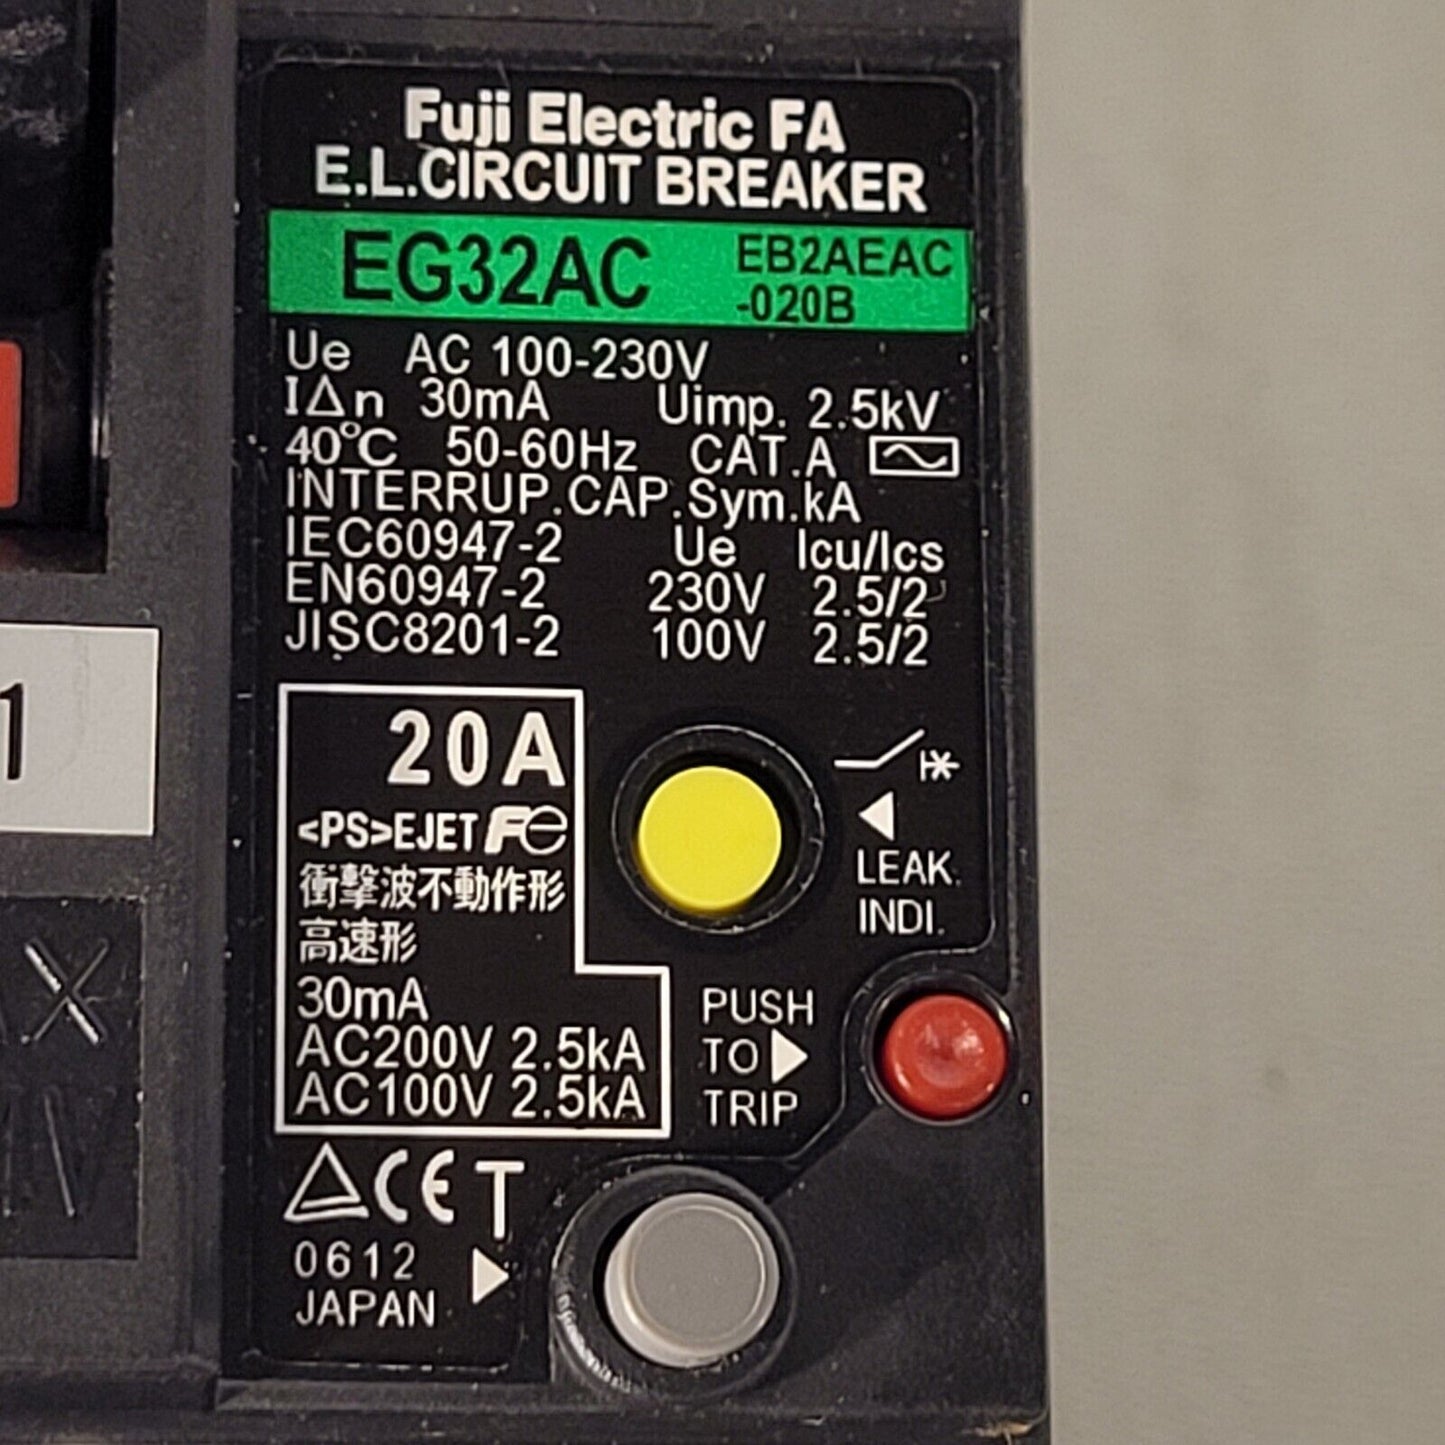 Fuji Electric FA
E.L.CIRCUIT BREAKER
EG32AC
EB2AEAC
-020B
Ue AC 100-230V
I△n 30mA Uimp. 2.5kV
40°C 50-60Hz CAT.A
INTERRUP.CAP.Sym.kA
IEC60947-2 Ue Icu/Ics
EN60947-2 230V 2.5/2
JISC8201-2 100V 2.5/2
20A
<PS>EJET Fe
衝撃波不動作形
高速形
30mA
AC200V 2.5kA
AC100V 2.5kA
LEAK.
INDI.
PUSH
TO
TRIP
CE T
0612
JAPAN
1